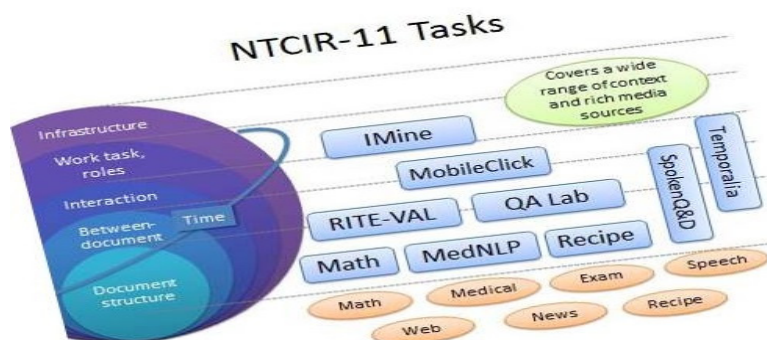 NTCIR-11 Tasks
Covers a wide
range of context
and rich media
sources
Infrastructure
Work task,
roles
Interaction
Between-
document
Time
Document
structure
IMine
MobileClick
RITE-VAL
QA Lab
Math
MedNLP
Recipe
SpokenQ&D
Temporalia
Math
Medical
Exam
Speech
Web
News
Recipe